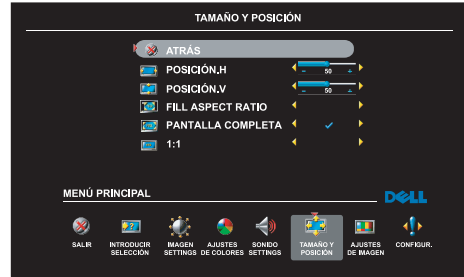 TAMAÑO Y POSICIÓN
ATRÁS
POSICIÓN.H
- 50 +
POSICIÓN.V
- 50 +
FILL ASPECT RATIO
PANTALLA COMPLETA
1:1
MENÚ PRINCIPAL
DELL
SALIR
INTRODUCIR SELECCIÓN
IMAGEN SETTINGS
AJUSTES DE COLORES
SONIDO SETTINGS
TAMAÑO Y POSICIÓN
AJUSTES DE IMAGEN
CONFIGUR.